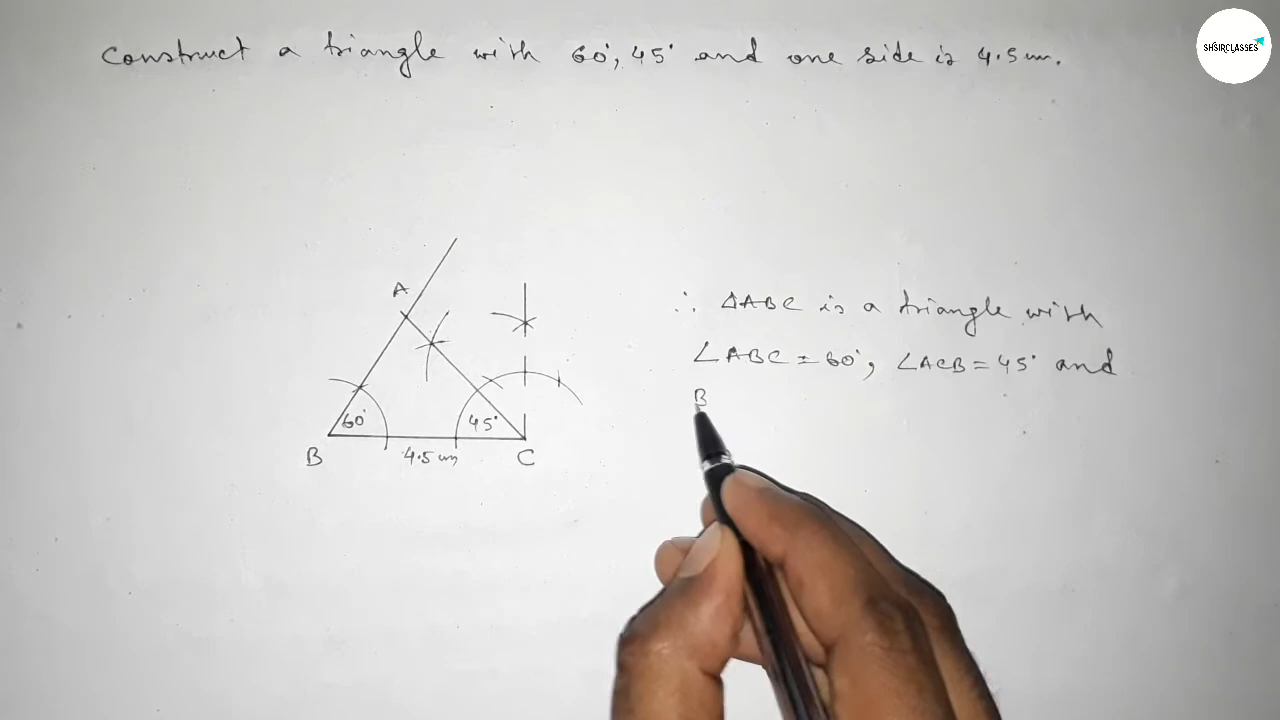 Construct a triangle with 60°, 45° and one side is 4.5 cm.
SHSIRCLASSES
A
60°
45°
B
4.5 cm
C
∴ △ABC is a triangle with
∠ABC = 60°, ∠ACB = 45° and
B